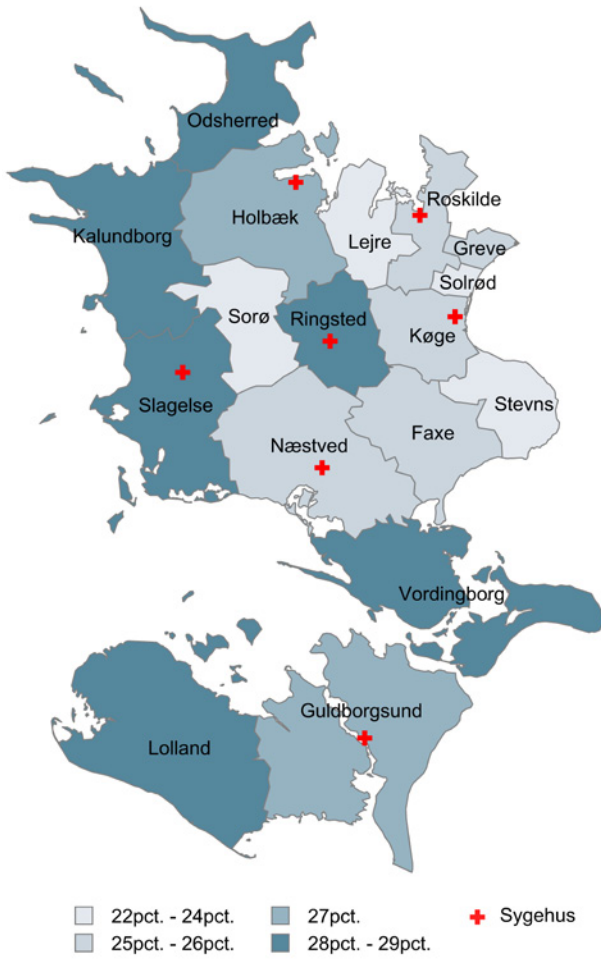 Odsherred
Roskilde
Holbæk
Kalundborg
Lejre
Greve
Solrød
Sorø
Ringsted
Køge
Slagelse
Stevns
Næstved
Faxe
Vordingborg
Guldborgsund
Lolland
22pct. - 24pct.
27pct.
Sygehus
25pct. - 26pct.
28pct. - 29pct.